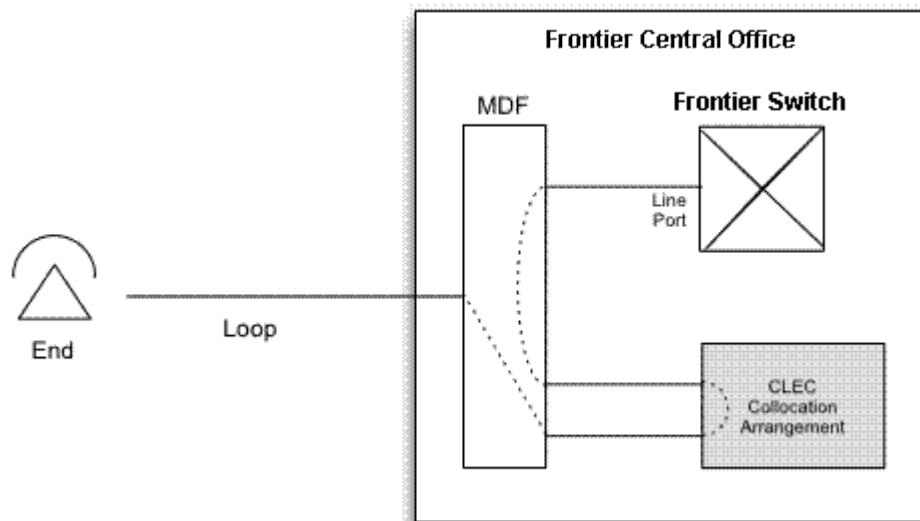 Frontier Central Office
MDF
Frontier Switch
Line
Port
Loop
End
CLEC
Collocation
Arrangement